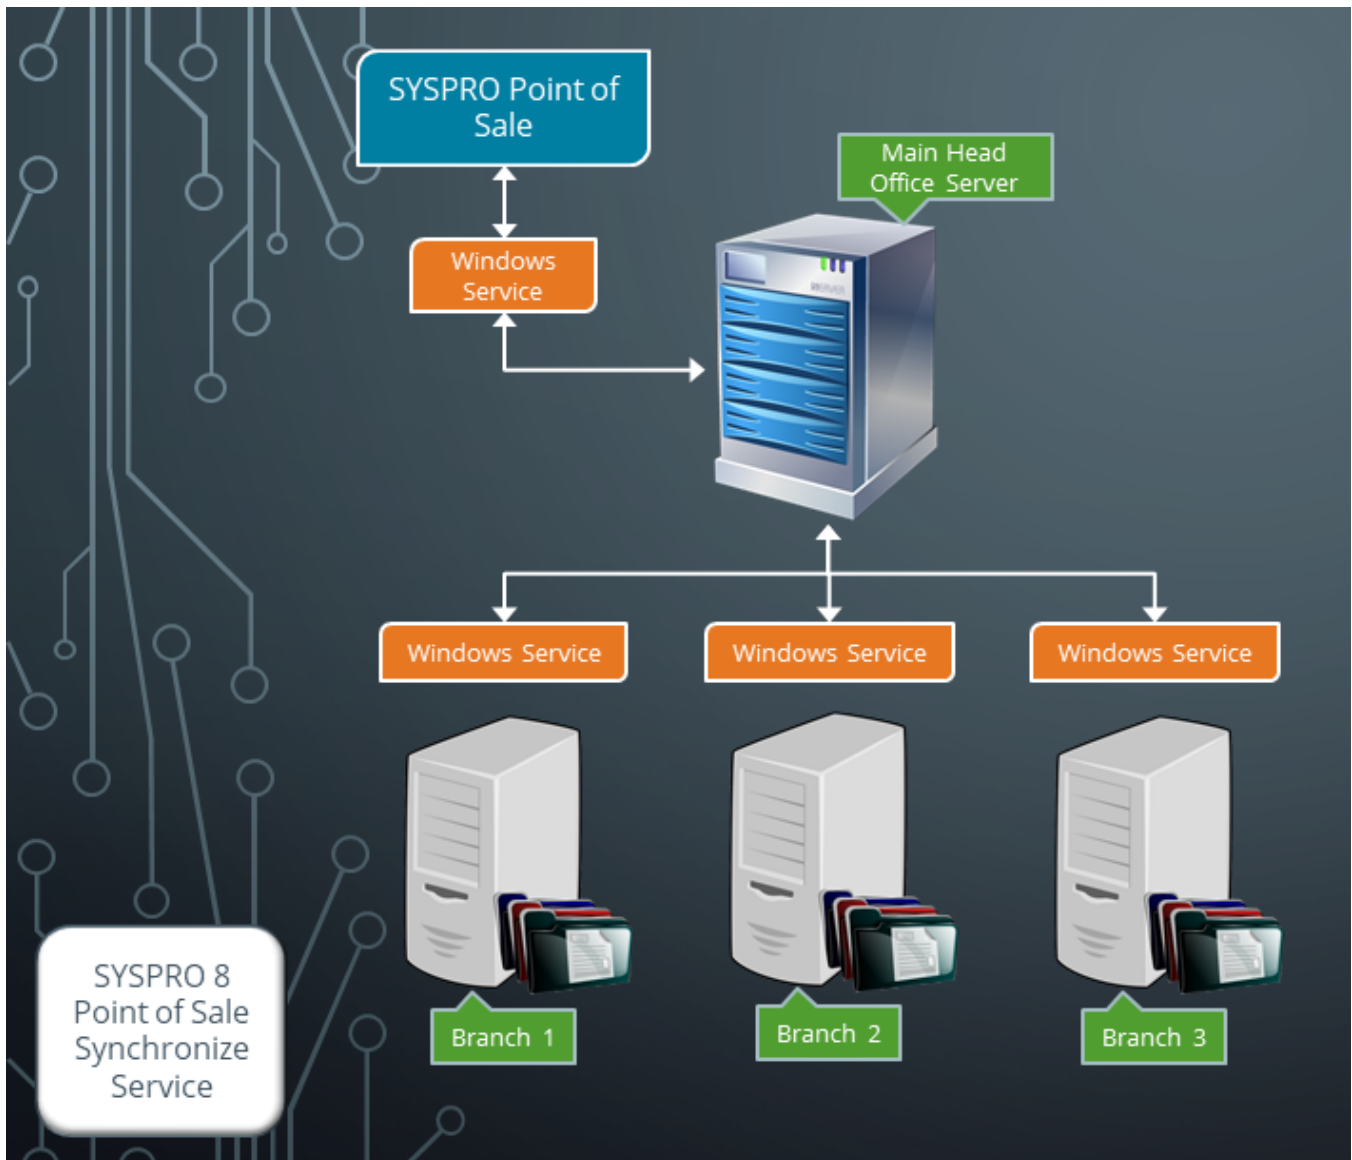 SYSPRO Point of
Sale
Main Head
Office Server
Windows
Service
SERVER
Windows Service
Windows Service
Windows Service
Branch 1
Branch 2
Branch 3
SYSPRO 8
Point of Sale
Synchronize
Service